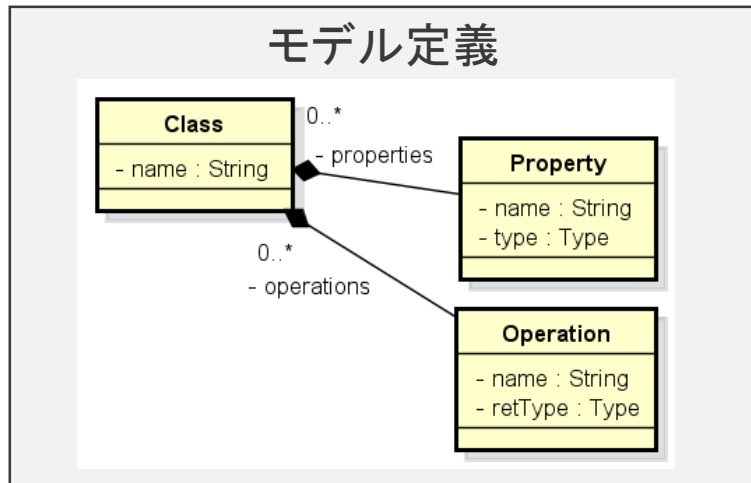 モデル定義
Class
- name : String
0..*
- properties
Property
- name : String
- type : Type
0..*
- operations
Operation
- name : String
- retType : Type